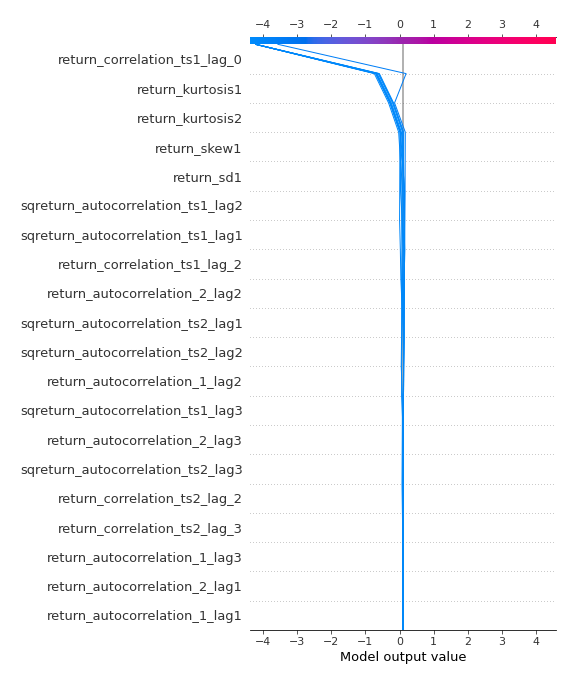 −4 −3 −2 −1 0 1 2 3 4
return_correlation_ts1_lag_0
return_kurtosis1
return_kurtosis2
return_skew1
return_sd1
sqreturn_autocorrelation_ts1_lag2
sqreturn_autocorrelation_ts1_lag1
return_correlation_ts1_lag_2
return_autocorrelation_2_lag2
sqreturn_autocorrelation_ts2_lag1
sqreturn_autocorrelation_ts2_lag2
return_autocorrelation_1_lag2
sqreturn_autocorrelation_ts1_lag3
return_autocorrelation_2_lag3
sqreturn_autocorrelation_ts2_lag3
return_correlation_ts2_lag_2
return_correlation_ts2_lag_3
return_autocorrelation_1_lag3
return_autocorrelation_2_lag1
return_autocorrelation_1_lag1
−4 −3 −2 −1 0 1 2 3 4
Model output value